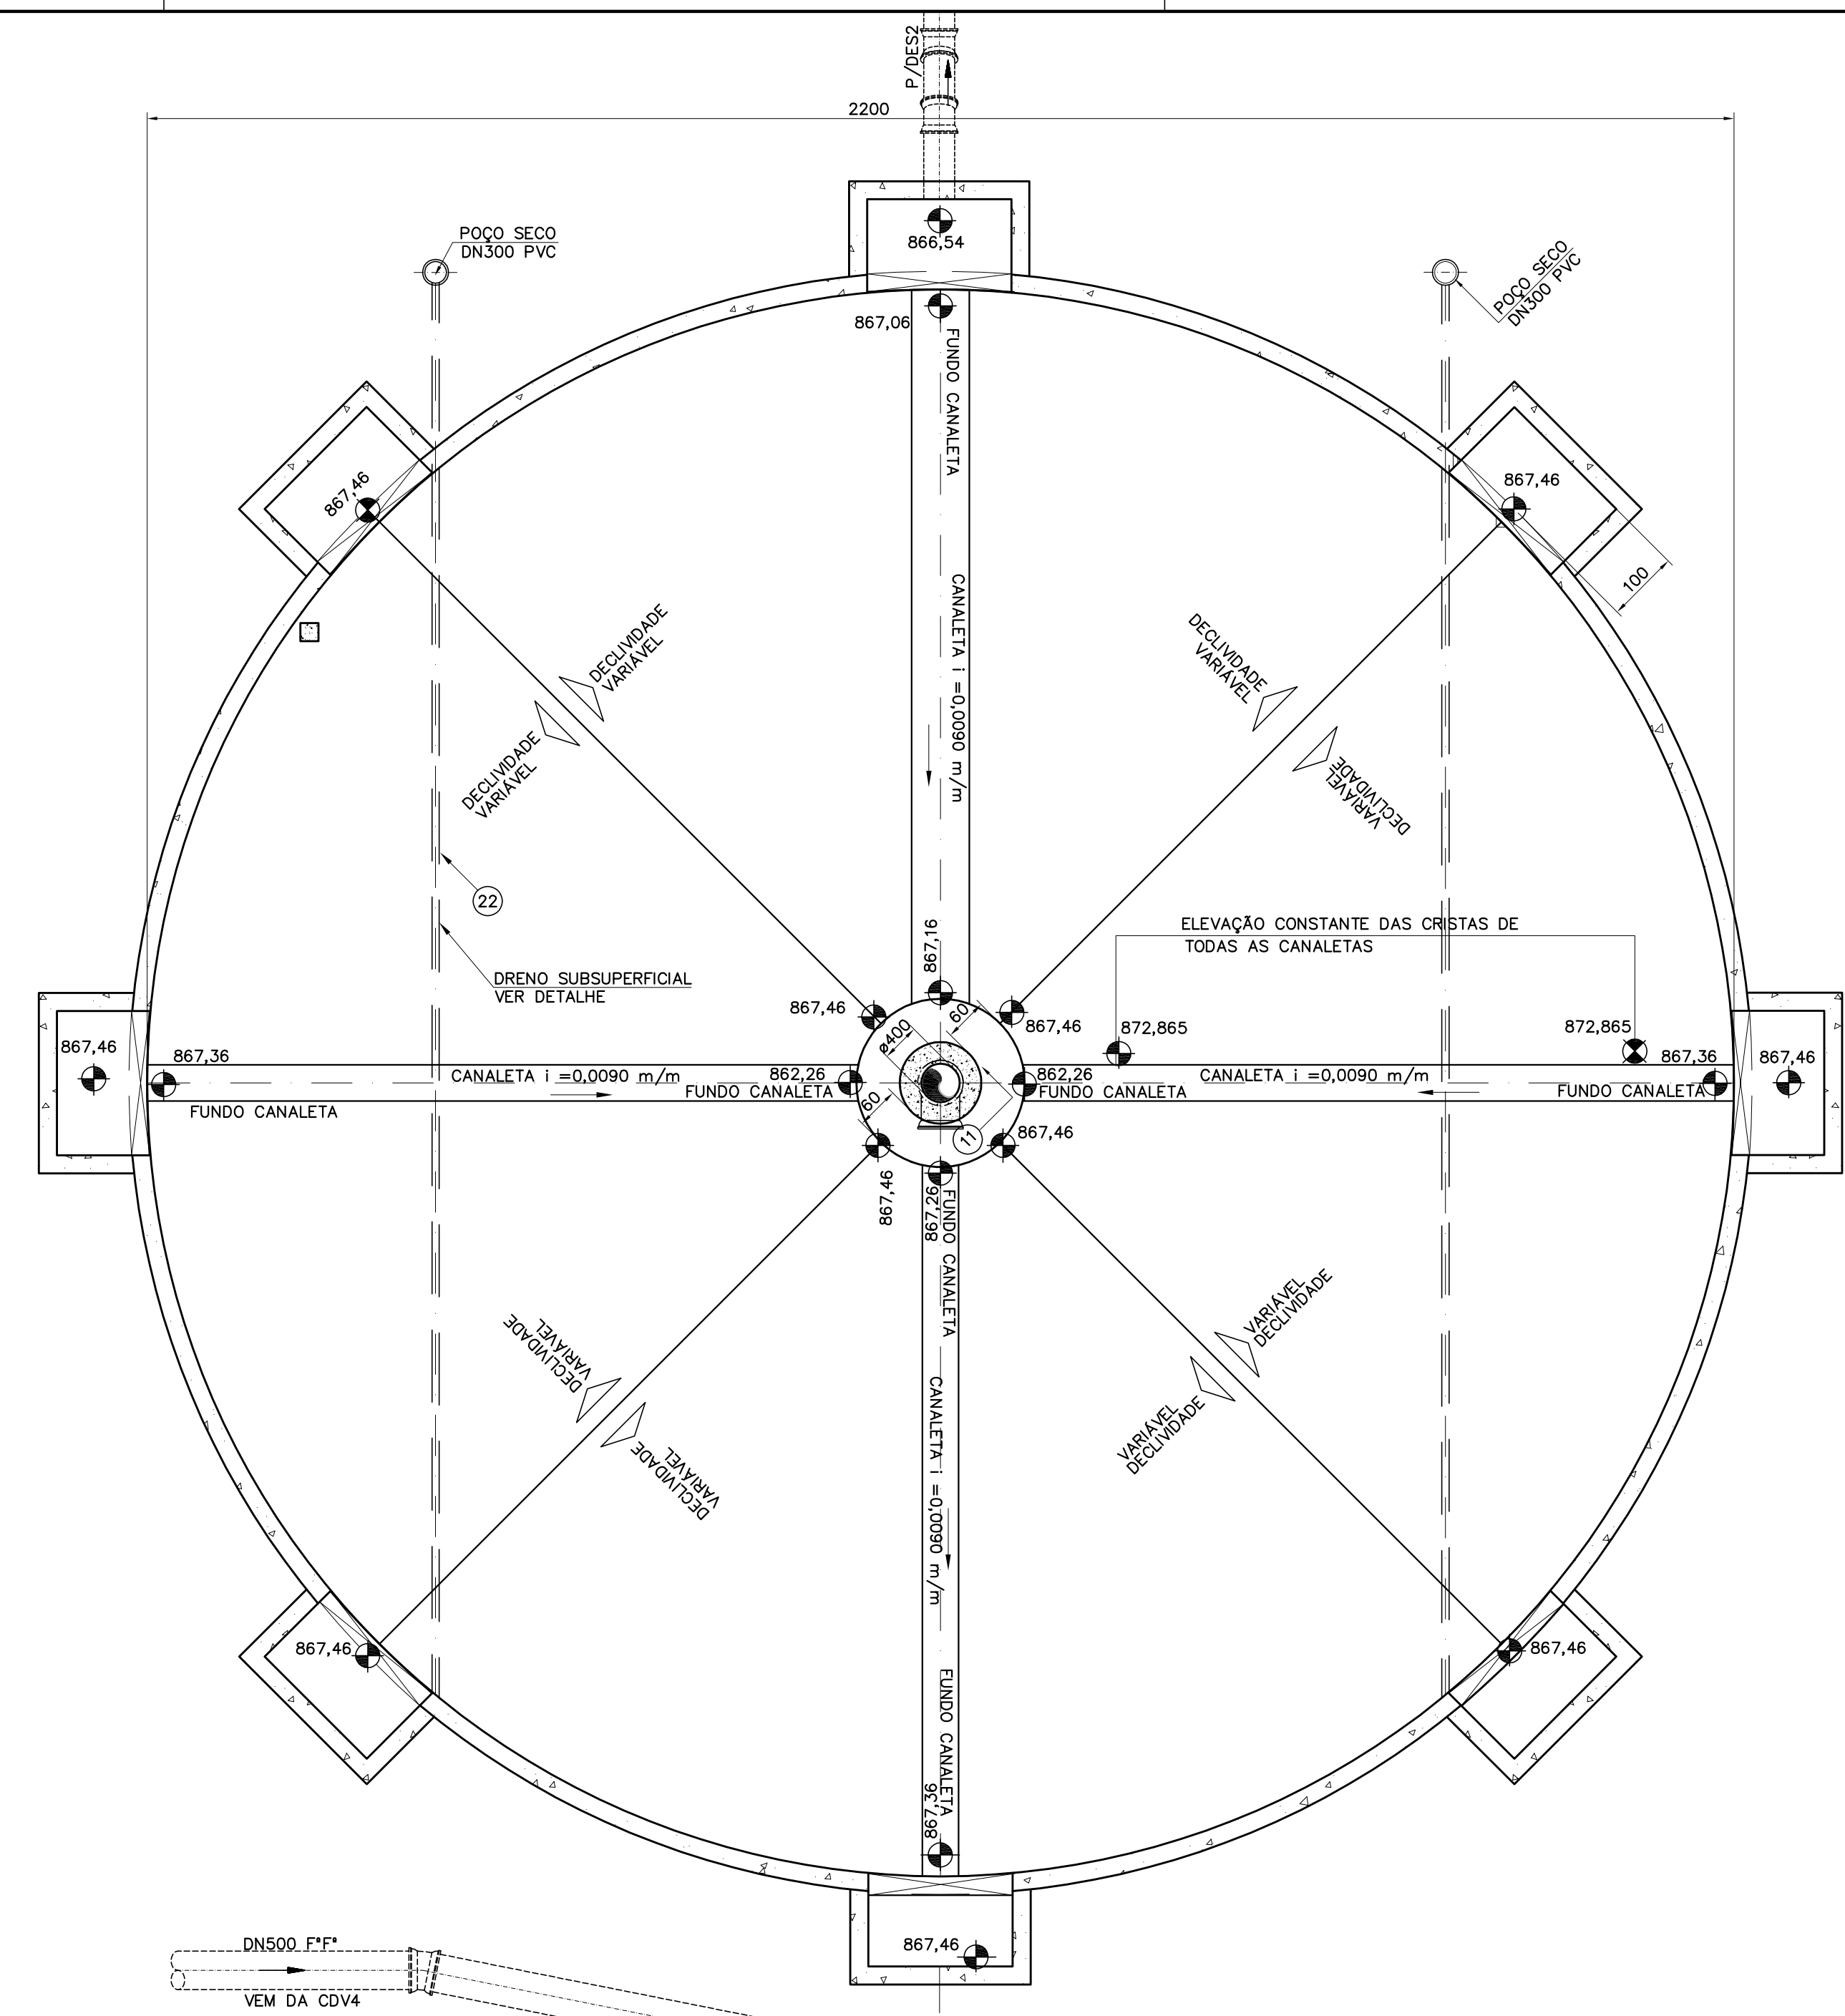 P/DES2
2200
POÇO SECO
DN300 PVC
866,54
POÇO SECO
DN300 PVC
867,06
FUNDO CANALETA
867,46
867,46
100
CANALETA i =0,0090 m/m
DECLIVIDADE
VARIÁVEL
DECLIVIDADE
VARIÁVEL
DECLIVIDADE
VARIÁVEL
DECLIVIDADE
VARIÁVEL
22
867,16
ELEVAÇÃO CONSTANTE DAS CRISTAS DE
TODAS AS CANALETAS
DRENO SUBSUPERFICIAL
VER DETALHE
867,46
ø400
60
867,46
872,865
872,865
867,46
867,36
862,26
862,26
867,36
867,46
CANALETA i =0,0090 m/m
FUNDO CANALETA
FUNDO CANALETA
CANALETA i =0,0090 m/m
FUNDO CANALETA
FUNDO CANALETA
60
11
867,46
867,46
867,26
FUNDO CANALETA
DECLIVIDADE
VARIÁVEL
DECLIVIDADE
VARIÁVEL
VARIÁVEL
DECLIVIDADE
VARIÁVEL
DECLIVIDADE
CANALETA i =0,0090 m/m
867,46
867,46
FUNDO CANALETA
867,36
867,46
DN500 FºFº
VEM DA CDV4